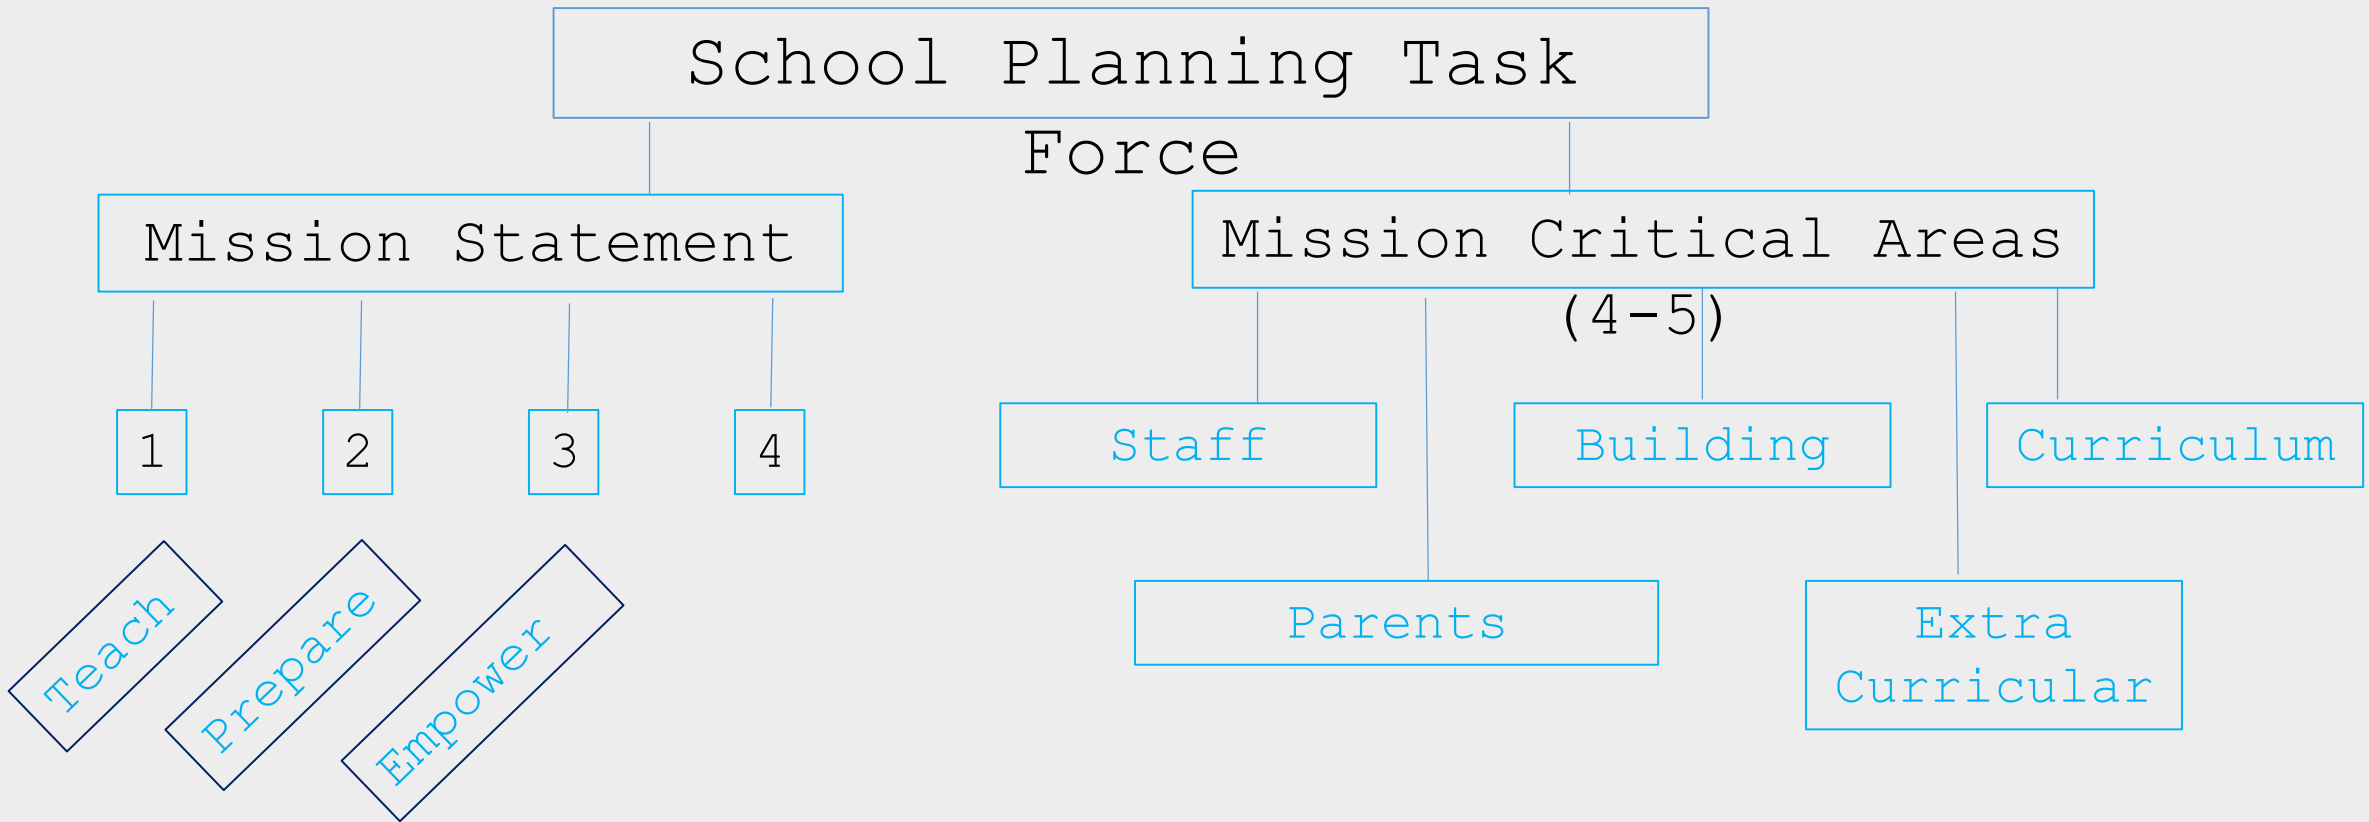 School Planning Task
Force
Mission Statement
Mission Critical Areas
(4-5)
1
2
3
4
Staff
Building
Curriculum
Teach
Prepare
Empower
Parents
Extra
Curricular